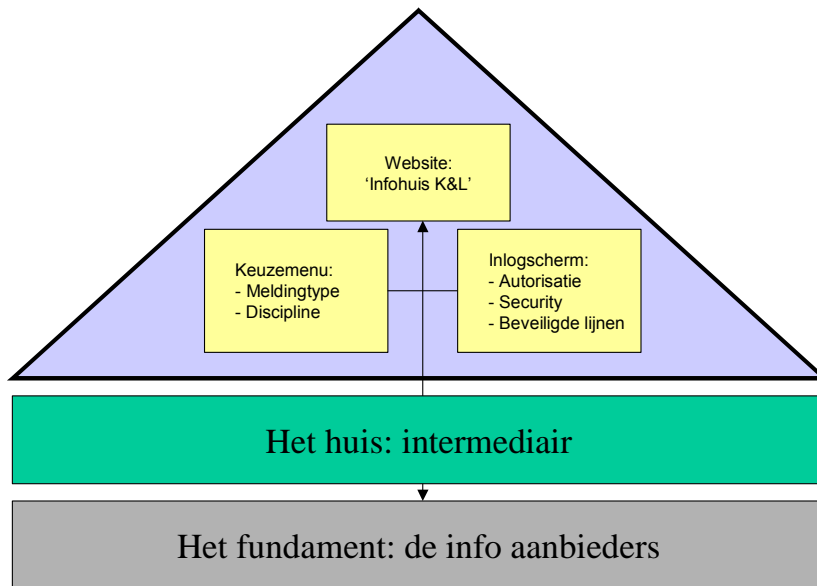 Website:
‘Infohuis K&L’
Keuzemenu:
- Meldingtype
- Discipline
Inlogscherm:
- Autorisatie
- Security
- Beveiligde lijnen
Het huis: intermediair
Het fundament: de info aanbieders